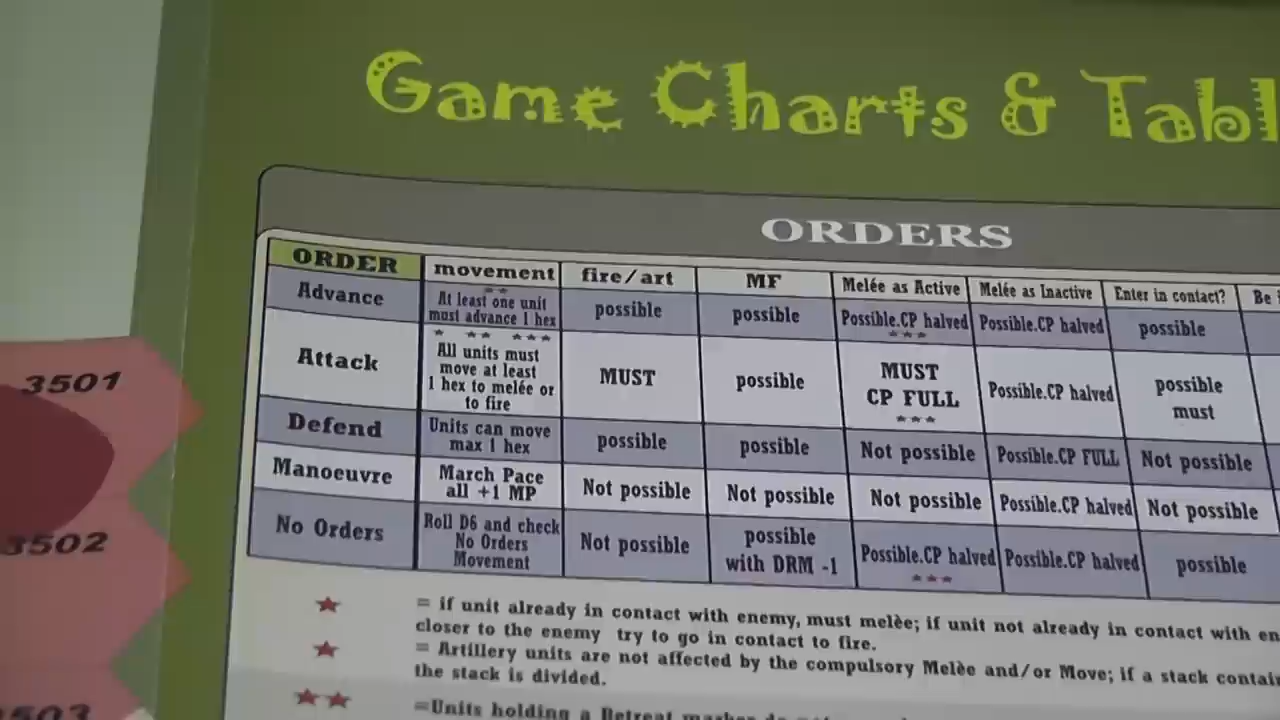 Game Charts & Tabl
ORDERS
ORDER movement fire/art MF Melée as Active Melée as Inactive Enter in contact? Be
Advance
**
At least one unit
must advance 1 hex
possible
possible
Possible.CP halved
***
Possible.CP halved
possible
Attack
* ** ***
All units must
move at least
1 hex to melée or
to fire
MUST
possible
MUST
CP FULL
***
Possible.CP halved
possible
must
Defend
Units can move
max 1 hex
possible
possible
Not possible
Possible.CP FULL
Not possible
Manoeuvre
March Pace
all +1 MP
Not possible
Not possible
Not possible
Possible.CP halved
Not possible
No Orders
Roll D6 and check
No Orders
Movement
Not possible
possible
with DRM -1
Possible.CP halved
***
Possible.CP halved
possible
★ = if unit already in contact with enemy, must melèe; if unit not already in contact with en
closer to the enemy try to go in contact to fire.
★ = Artillery units are not affected by the compulsory Melèe and/or Move; if a stack contai
the stack is divided.
★★ =Units holding a Retreat marker do
3501
3502
3503